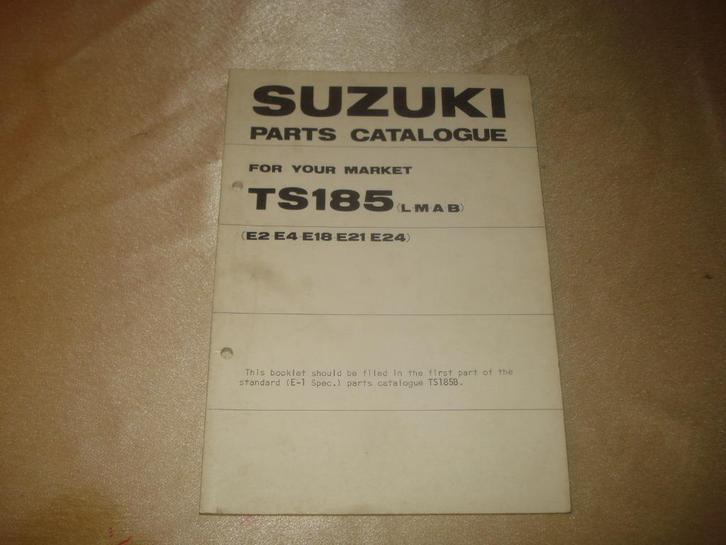 SUZUKI
PARTS CATALOGUE
FOR YOUR MARKET
TS185 (L·M·A·B)
(E2·E4·E18·E21·E24)
This booklet should be filed in the first part of the
standard (E-1 Spec.) parts catalogue TS185B.